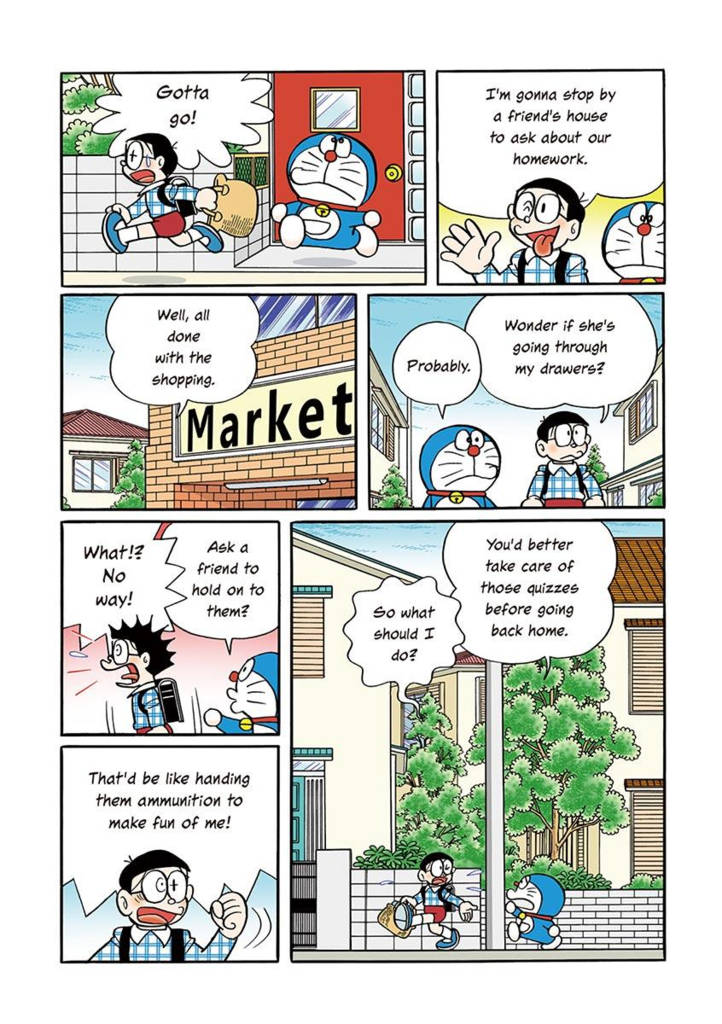 I'm gonna stop by
a friend's house
to ask about our
homework.
Gotta
go!
Wonder if she's
going through
my drawers?
Probably.
Well, all
done
with the
shopping.
Market
You'd better
take care of
those quizzes
before going
back home.
So what
should I
do?
Ask a
friend to
hold on to
them?
What!?
No
way!
That'd be like handing
them ammunition to
make fun of me!